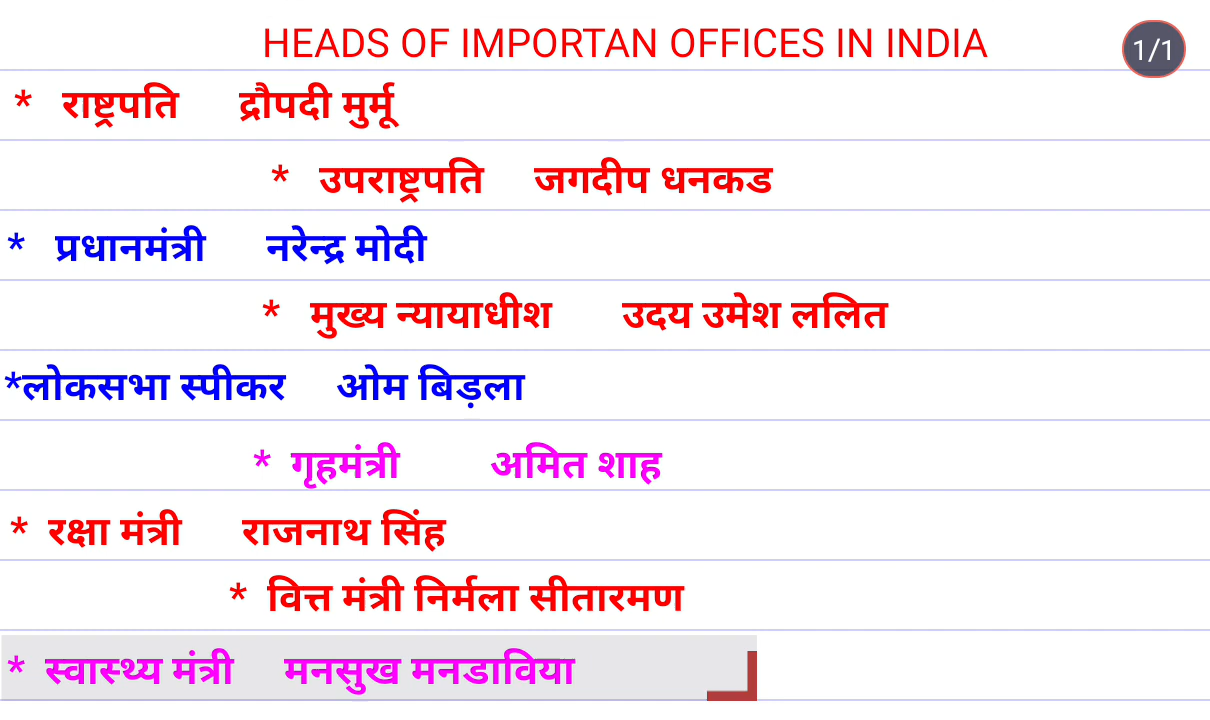 HEADS OF IMPORTAN OFFICES IN INDIA
1/1
* राष्ट्रपति द्रौपदी मुर्मू
* उपराष्ट्रपति जगदीप धनकड
* प्रधानमंत्री नरेन्द्र मोदी
* मुख्य न्यायाधीश उदय उमेश ललित
*लोकसभा स्पीकर ओम बिड़ला
* गृहमंत्री अमित शाह
* रक्षा मंत्री राजनाथ सिंह
* वित्त मंत्री निर्मला सीतारमण
* स्वास्थ्य मंत्री मनसुख मनडाविया